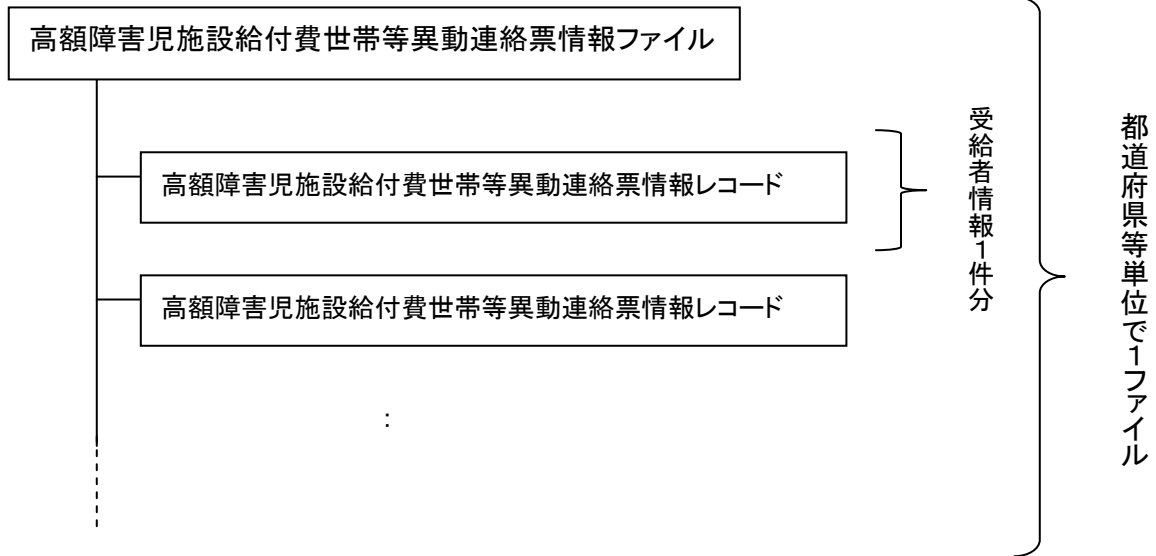 高額障害児施設給付費世帯等異動連絡票情報ファイル
高額障害児施設給付費世帯等異動連絡票情報レコード
高額障害児施設給付費世帯等異動連絡票情報レコード
:
受給者情報1件分
都道府県等単位で1ファイル